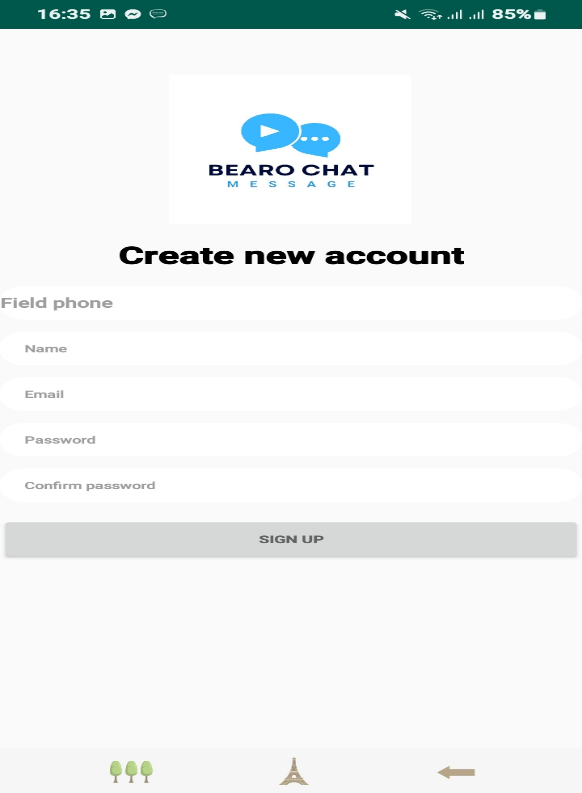 16:35 85%
BEARO CHAT
MESSAGE
Create new account
Field phone
Name
Email
Password
Confirm password
SIGN UP